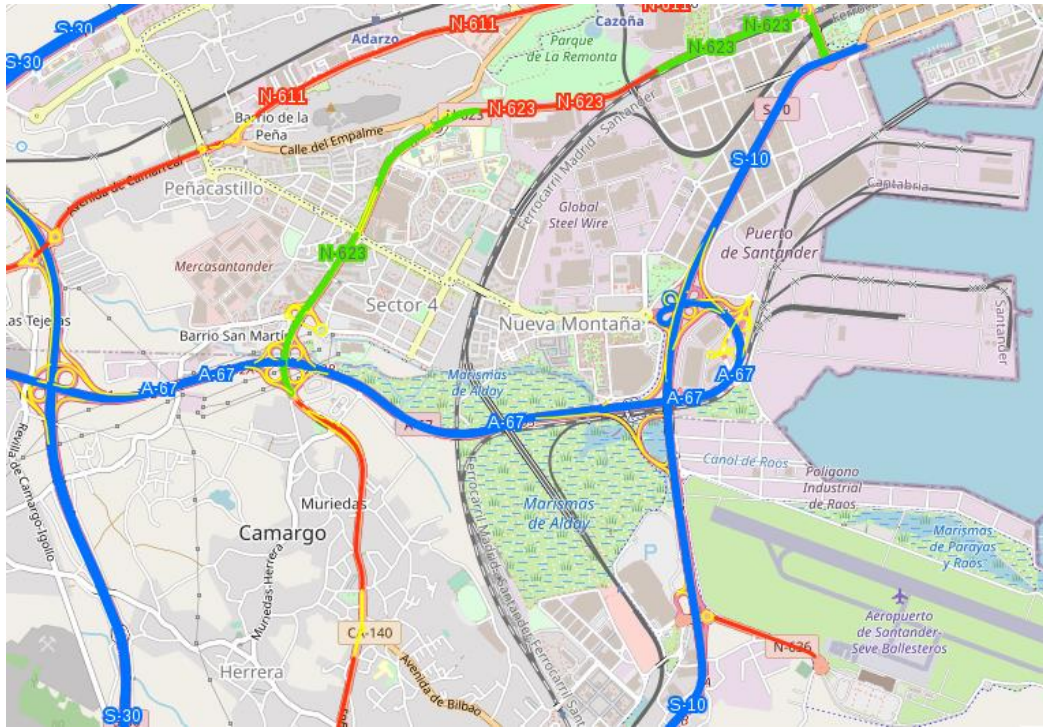 N-611
Cazoña
S-30
Adarzo
N-611
N-623
Parque
de La Remonta
S-30
N-611
N-623
N-623
Barrio de la
Peña
Calle del Empalme
S-10
S-10
Ferrocarril Madrid - Santander
Avenida de Camarreal
Peñacastillo
Cantabria
Global
Steel Wire
Puerto
de Santander
N-623
Mercasantander
Sector 4
Nueva Montaña
Santander
Las Tejeras
Barrio San Martín
A-67
A-67
Marismas
de Alday
A-67
A-67
A-67
A-67
Revilla de Camargo-Igollo
Canal de Raos
Polígono
Industrial
de Raos
Muriedas
Marismas
de Alday
Camargo
P
Marismas
de Parayas
y Raos
Muriedas-Herrera
Ferrocarril Madrid - Santander
Aeropuerto
de Santander-
Seve Ballesteros
CA-140
N-636
Herrera
Avenida de Bilbao
S-30
S-10